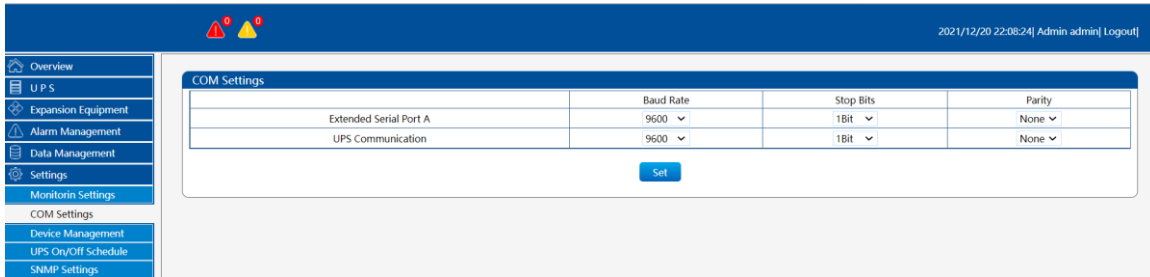 0 0
2021/12/20 22:08:24| Admin admin| Logout|
Overview
UPS
Expansion Equipment
Alarm Management
Data Management
Settings
Monitorin Settings
COM Settings
Device Management
UPS On/Off Schedule
SNMP Settings
COM Settings
Baud Rate Stop Bits Parity
Extended Serial Port A 9600 1Bit None
UPS Communication 9600 1Bit None
Set